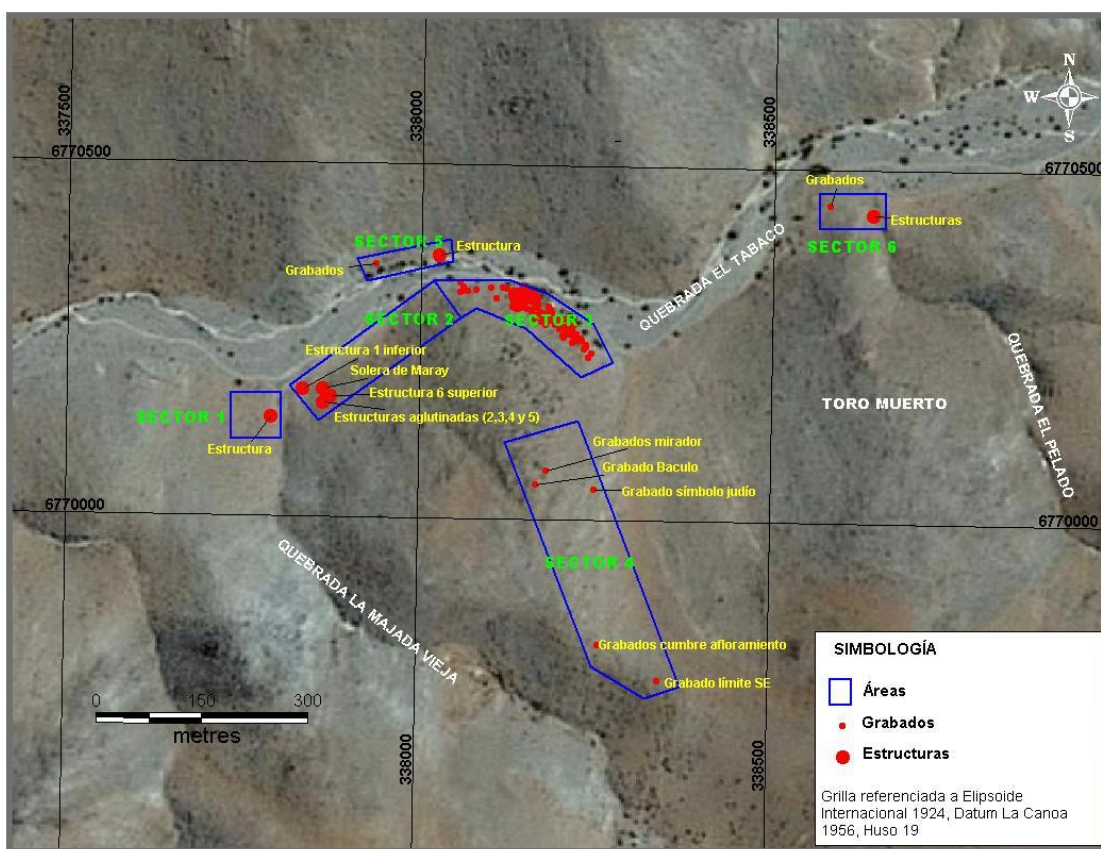 337500
338000
338500
N
W
S
6770500
6770500
Grabados
Estructuras
SECTOR 6
SECTOR 5
Estructura
Grabados
QUEBRADA EL TABACO
SECTOR 2
SECTOR 3
Estructura 1 inferior
Solera de Maray
Estructura 6 superior
Estructuras aglutinadas (2,3,4 y 5)
SECTOR 1
Estructura
TORO MUERTO
QUEBRADA EL PELADO
Grabados mirador
Grabado Baculo
Grabado símbolo judío
6770000
6770000
QUEBRADA LA MAJADA VIEJA
SECTOR 4
Grabados cumbre afloramiento
Grabado límite SE
0 150 300
metres
338000
338500
SIMBOLOGÍA
Áreas
Grabados
Estructuras
Grilla referenciada a Elipsoide
Internacional 1924, Datum La Canoa
1956, Huso 19